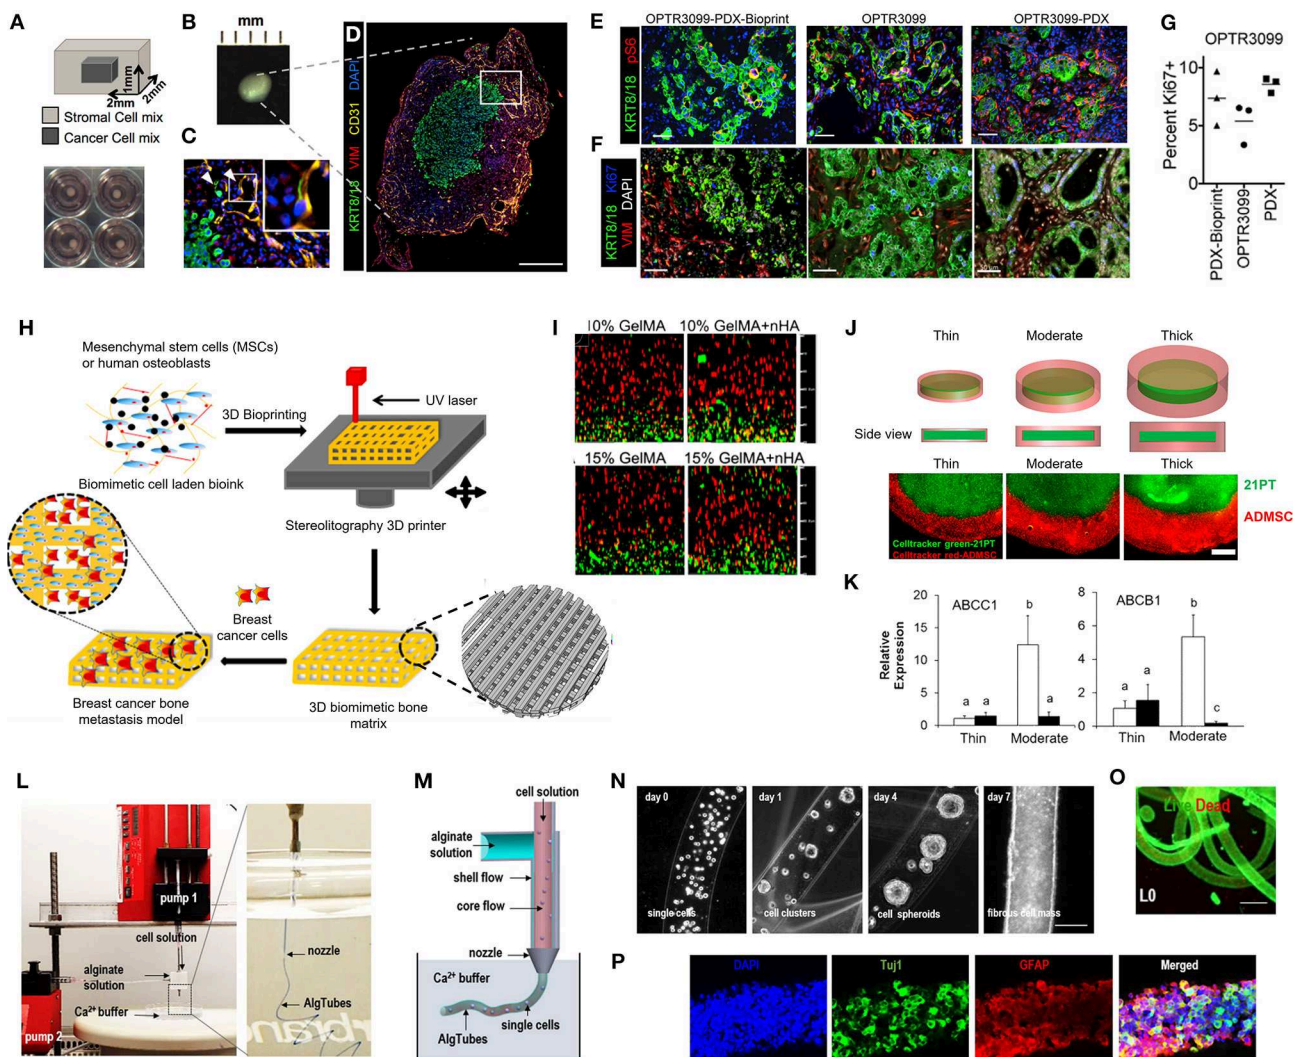 A
1mm
2mm
2mm
Stromal Cell mix
Cancer Cell mix
B
mm
C
D
KRT8/18 VIM CD31 DAPI
E
OPTR3099-PDX-Bioprint
OPTR3099
OPTR3099-PDX
KRT8/18 pS6
F
KRT8/18 Ki67
VIM DAPI
G
OPTR3099
Percent Ki67+
10
5
0
PDX-Bioprint
OPTR3099
PDX
H
Mesenchymal stem cells (MSCs)
or human osteoblasts
3D Bioprinting
UV laser
Biomimetic cell laden bioink
Stereolitography 3D printer
Breast
cancer cells
Breast cancer bone
metastasis model
3D biomimetic bone
matrix
I
10% GelMA
10% GelMA+nHA
15% GelMA
15% GelMA+nHA
J
Thin
Moderate
Thick
Side view
Thin
Moderate
Thick
21PT
ADMSC
Celltracker green-21PT
Celltracker red-ADMSC
K
Relative
Expression
20
15
10
5
0
ABCC1
a
a
b
a
Thin
Moderate
8
6
4
2
0
ABCB1
a
a
b
c
Thin
Moderate
L
pump 1
cell solution
alginate
solution
Ca2+ buffer
pump 2
nozzle
AlgTubes
M
cell solution
alginate
solution
shell flow
core flow
nozzle
Ca2+ buffer
single cells
AlgTubes
N
day 0
single cells
day 1
cell clusters
day 4
cell spheroids
day 7
fibrous cell mass
O
Live Dead
L0
P
DAPI
Tuj1
GFAP
Merged